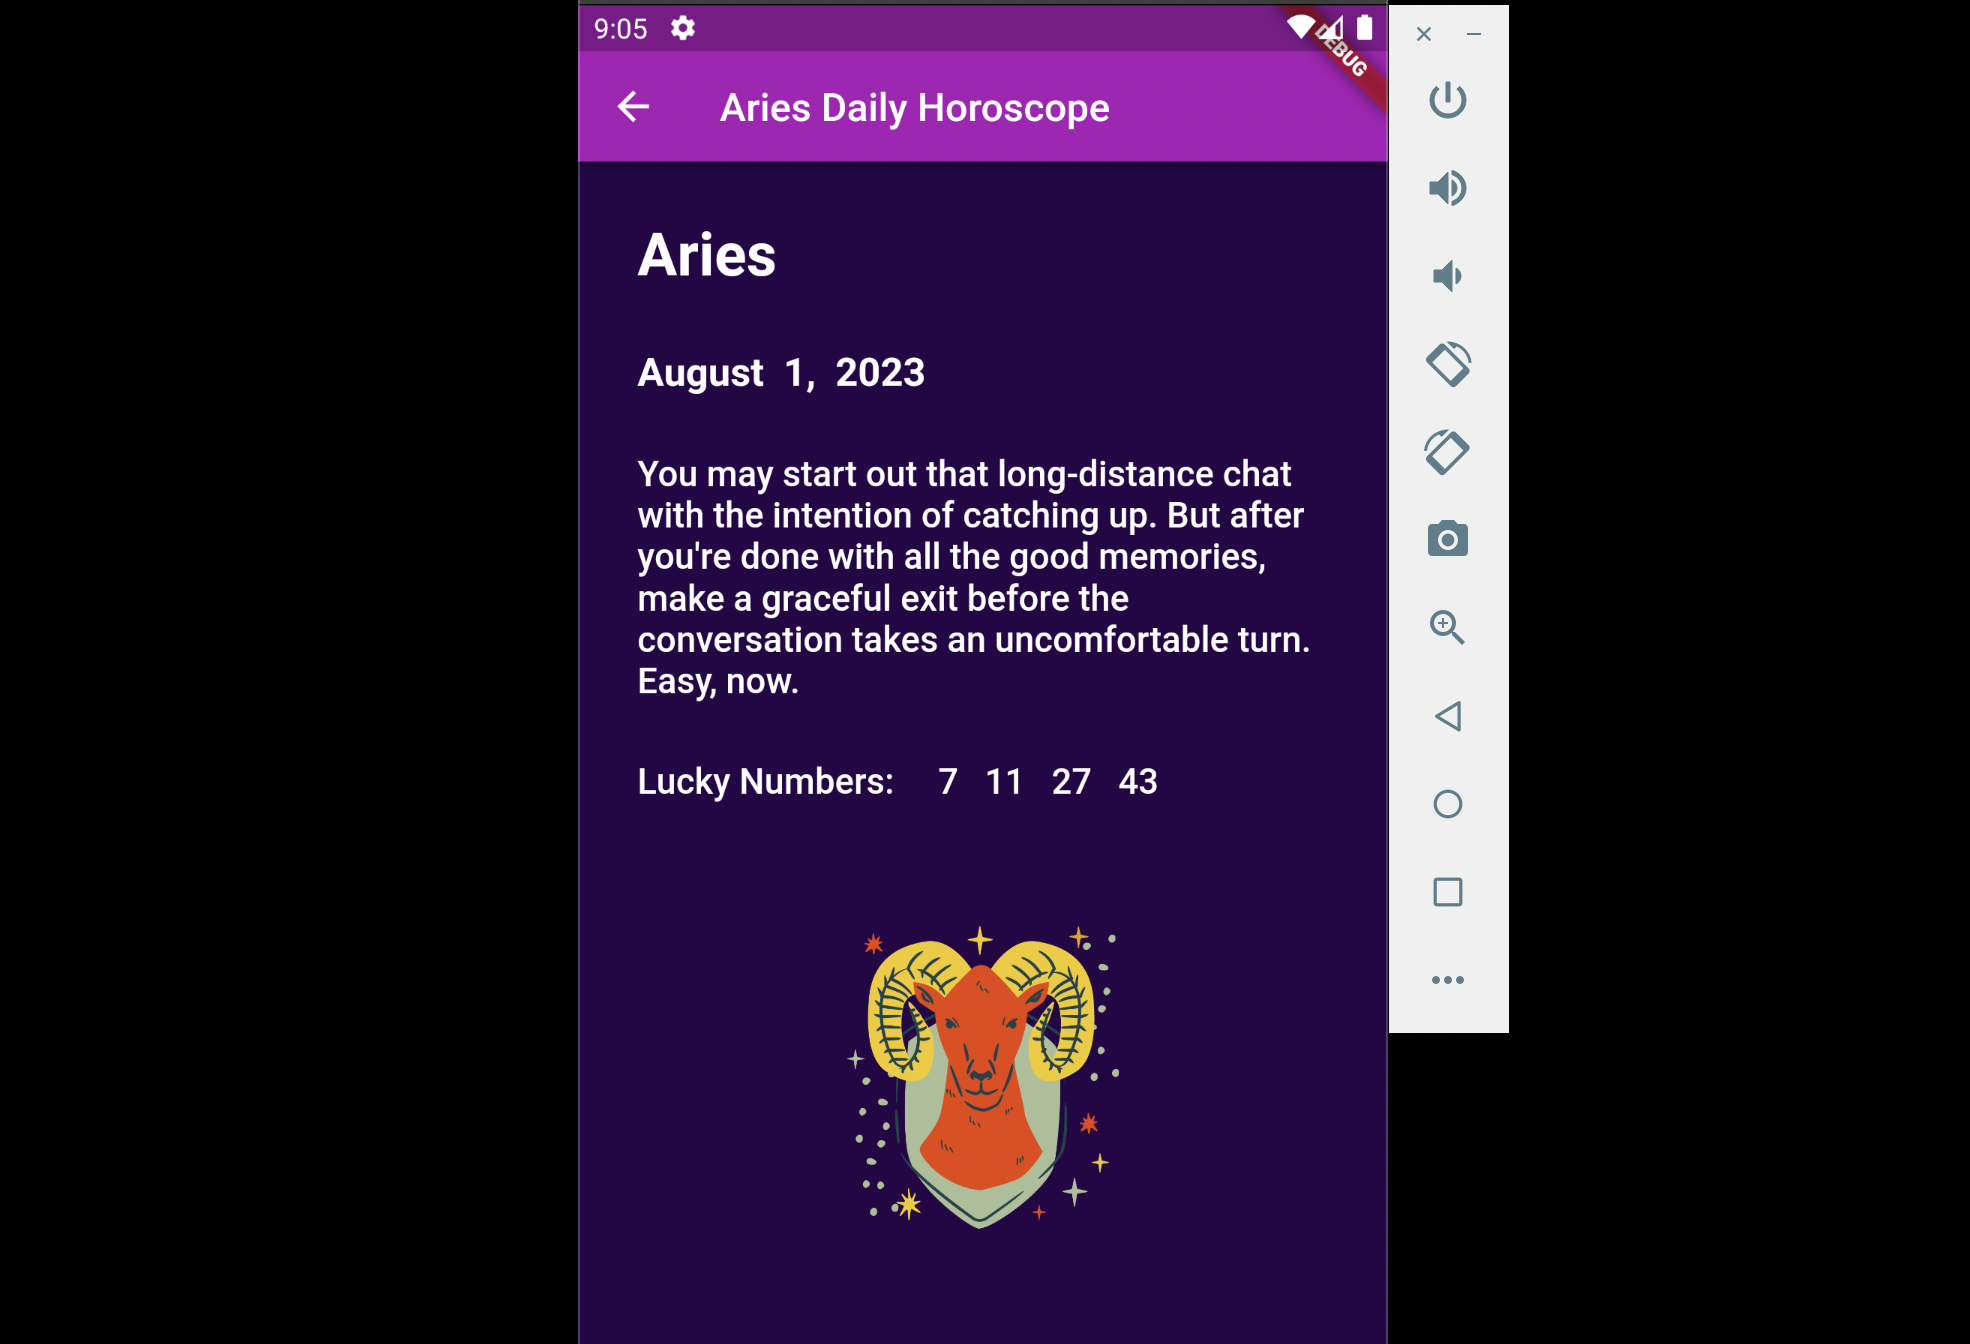 9:05
DEBUG
Aries Daily Horoscope
Aries
August 1, 2023
You may start out that long-distance chat
with the intention of catching up. But after
you're done with all the good memories,
make a graceful exit before the
conversation takes an uncomfortable turn.
Easy, now.
Lucky Numbers: 7 11 27 43